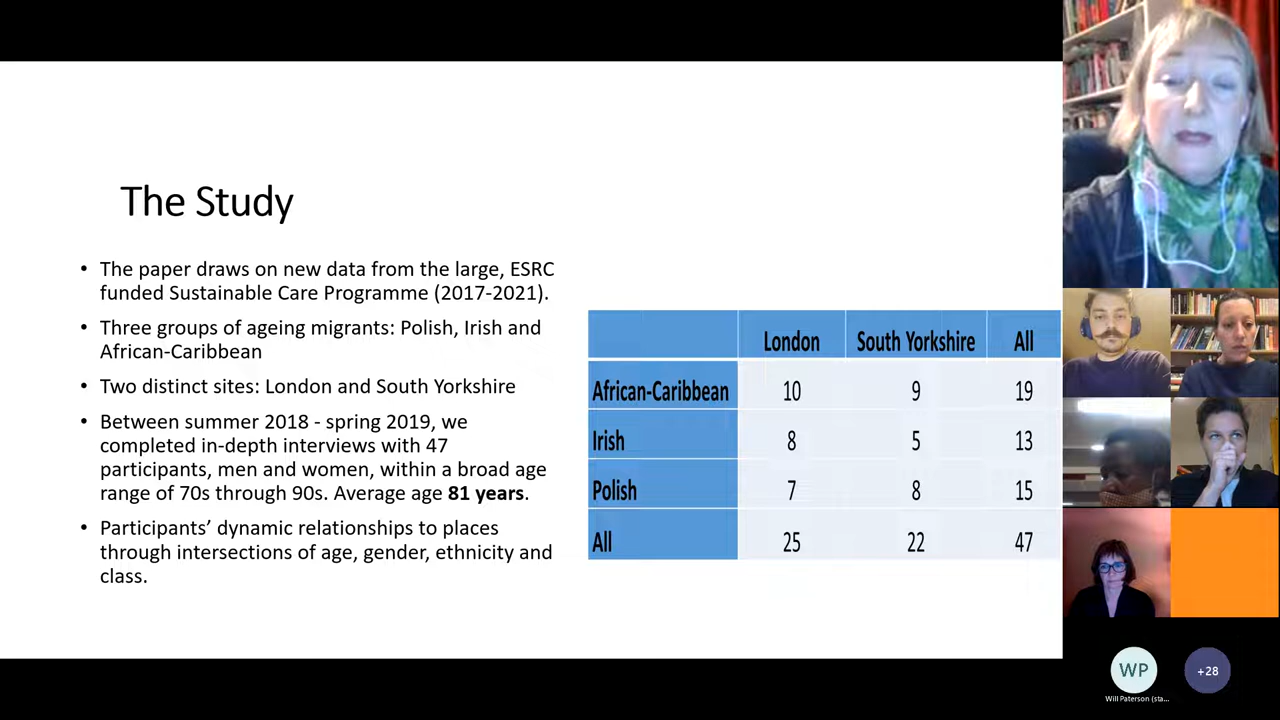 The Study
• The paper draws on new data from the large, ESRC
funded Sustainable Care Programme (2017-2021).
• Three groups of ageing migrants: Polish, Irish and
African-Caribbean
• Two distinct sites: London and South Yorkshire
• Between summer 2018 - spring 2019, we
completed in-depth interviews with 47
participants, men and women, within a broad age
range of 70s through 90s. Average age 81 years.
• Participants’ dynamic relationships to places
through intersections of age, gender, ethnicity and
class.
London South Yorkshire All
African-Caribbean 10 9 19
Irish 8 5 13
Polish 7 8 15
All 25 22 47
WP
+28
Will Paterson (sta...